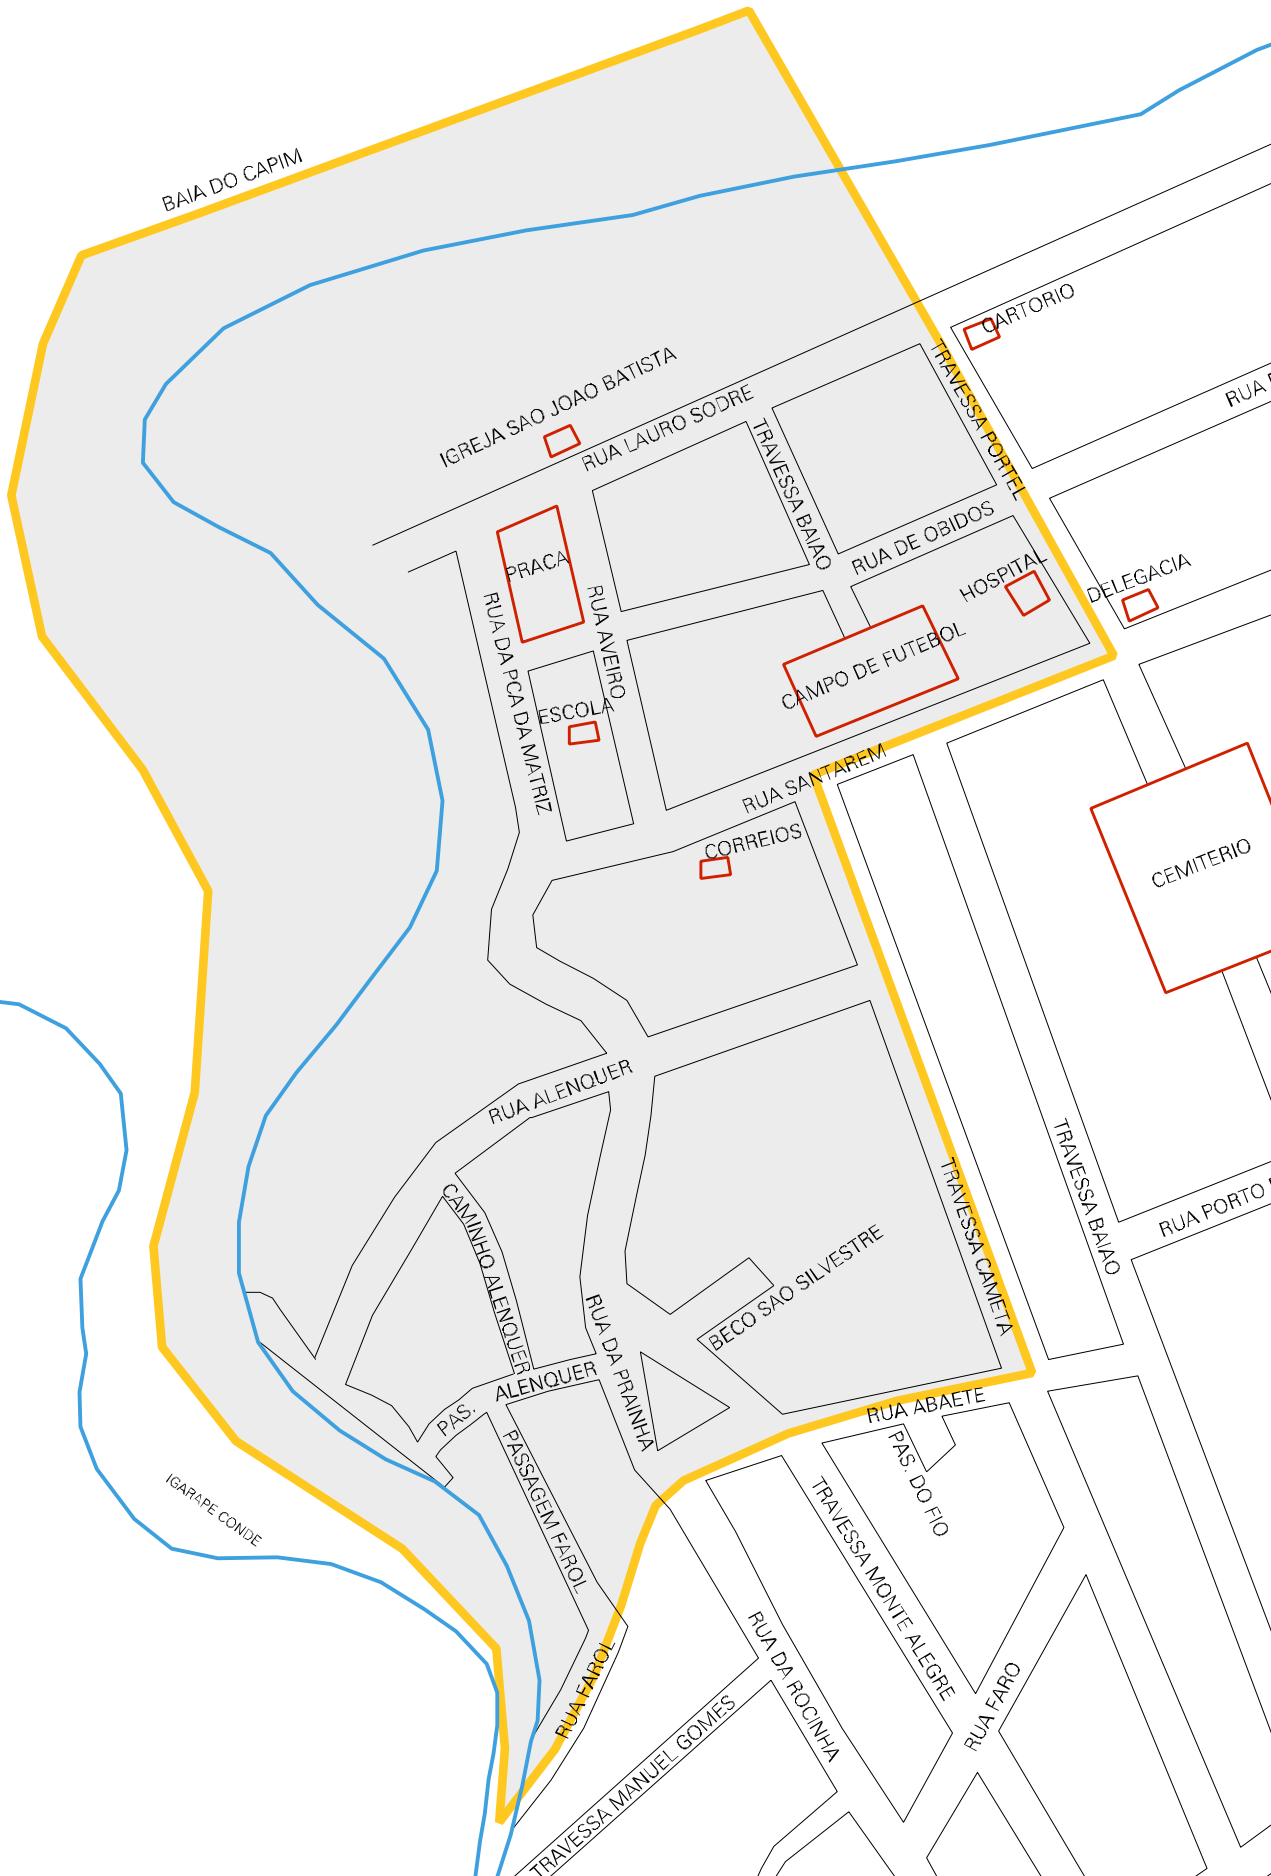 BAIA DO CAPIM
CARTORIO
IGREJA SAO JOAO BATISTA
RUA LAURO SODRE
TRAVESSA PORTEL
TRAVESSA BAIAO
RUA DE OBIDOS
PRACA
HOSPITAL
DELEGACIA
RUA DA PCA DA MATRIZ
RUA AVEIRO
CAMPO DE FUTEBOL
ESCOLA
RUA SANTAREM
CORREIOS
CEMITERIO
RUA ALENQUER
CAMINHO ALENQUER
TRAVESSA CAMETA
TRAVESSA BAIAO
RUA PORTO
BECO SAO SILVESTRE
RUA DA PRAINHA
PAS. ALENQUER
RUA ABAETE
PAS. DO FIO
PASSAGEM FAROL
IGARAPE CONDE
TRAVESSA MONTE ALEGRE
RUA FAROL
RUA DA ROCINHA
RUA FARO
TRAVESSA MANUEL GOMES
RUA